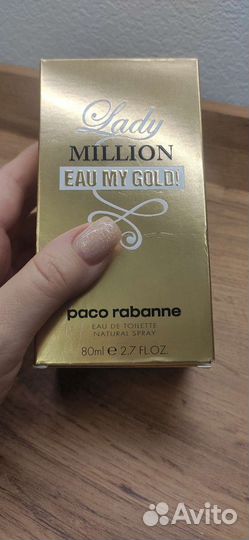 Lady
MILLION
EAU MY GOLD!
paco rabanne
EAU DE TOILETTE
NATURAL SPRAY
80ml e 2.7 FL.OZ.
Avito